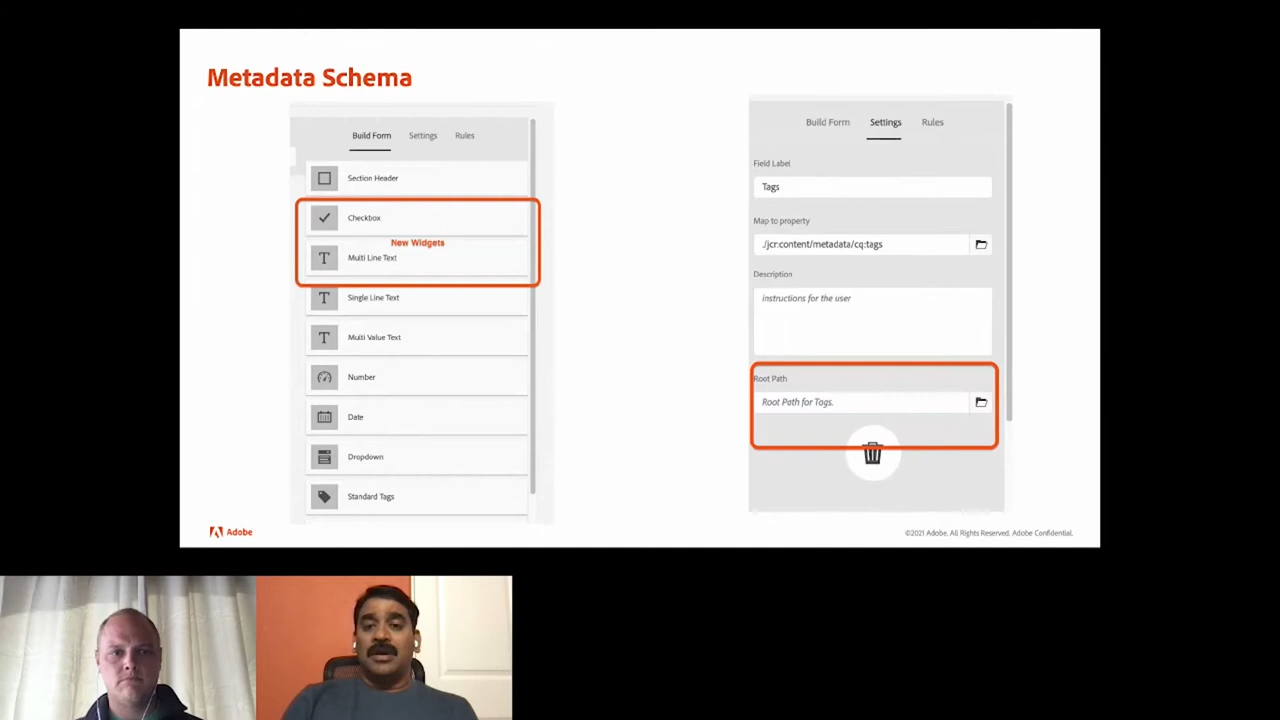 Metadata Schema
Build Form Settings Rules
Section Header
Checkbox
New Widgets
Multi Line Text
Single Line Text
Multi Value Text
Number
Date
Dropdown
Standard Tags
Build Form Settings Rules
Field Label
Tags
Map to property
./jcr:content/metadata/cq:tags
Description
instructions for the user
Root Path
Root Path for Tags.
Adobe
©2021 Adobe. All Rights Reserved. Adobe Confidential.